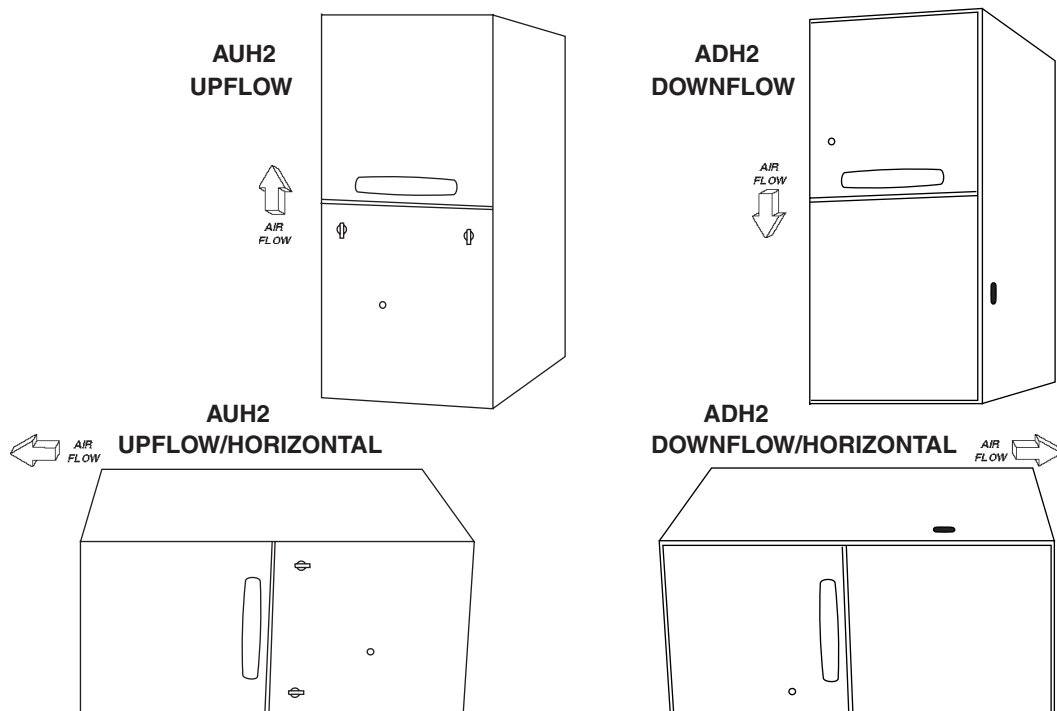 AUH2
UPFLOW
AIR
FLOW
ADH2
DOWNFLOW
AIR
FLOW
AUH2
UPFLOW/HORIZONTAL
AIR
FLOW
ADH2
DOWNFLOW/HORIZONTAL
AIR
FLOW